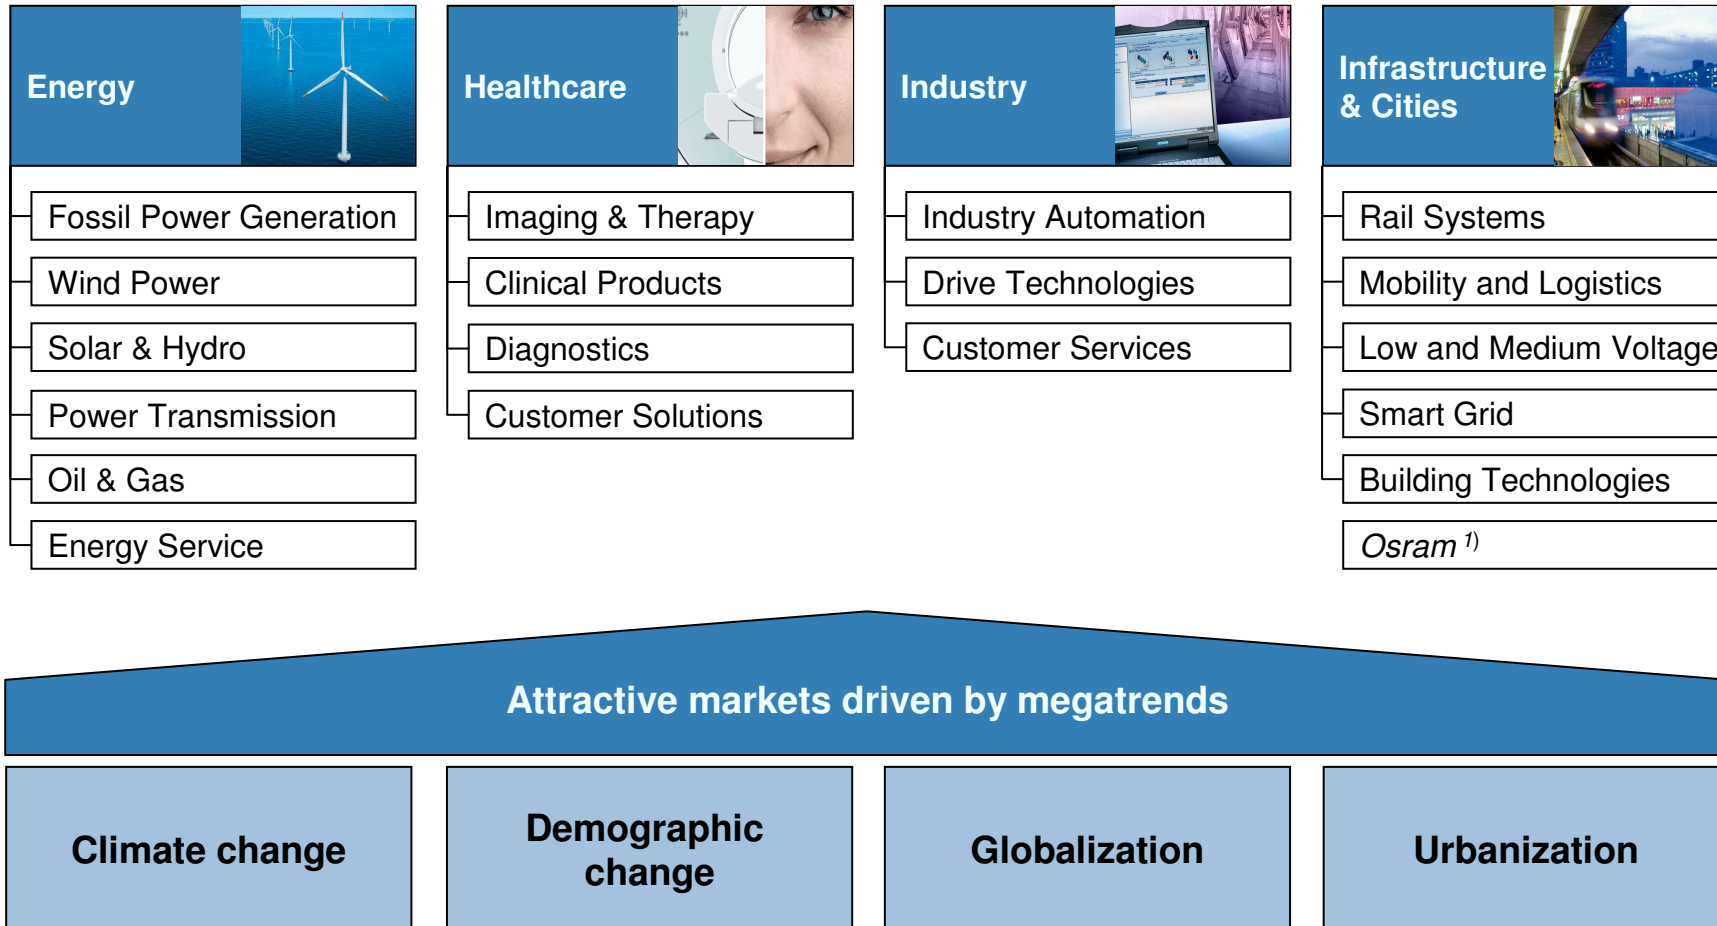 Energy
Healthcare
Industry
Infrastructure
& Cities
Fossil Power Generation
Wind Power
Solar & Hydro
Power Transmission
Oil & Gas
Energy Service
Imaging & Therapy
Clinical Products
Diagnostics
Customer Solutions
Industry Automation
Drive Technologies
Customer Services
Rail Systems
Mobility and Logistics
Low and Medium Voltage
Smart Grid
Building Technologies
Osram 1)
Attractive markets driven by megatrends
Climate change
Demographic
change
Globalization
Urbanization